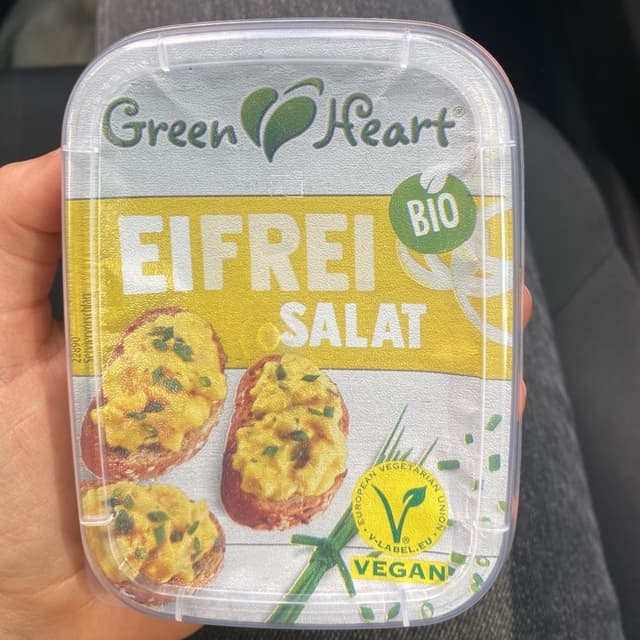 Green Heart®
BIO
EIFREI
SALAT
EUROPEAN VEGETARIAN UNION
V-LABEL.EU
VEGAN